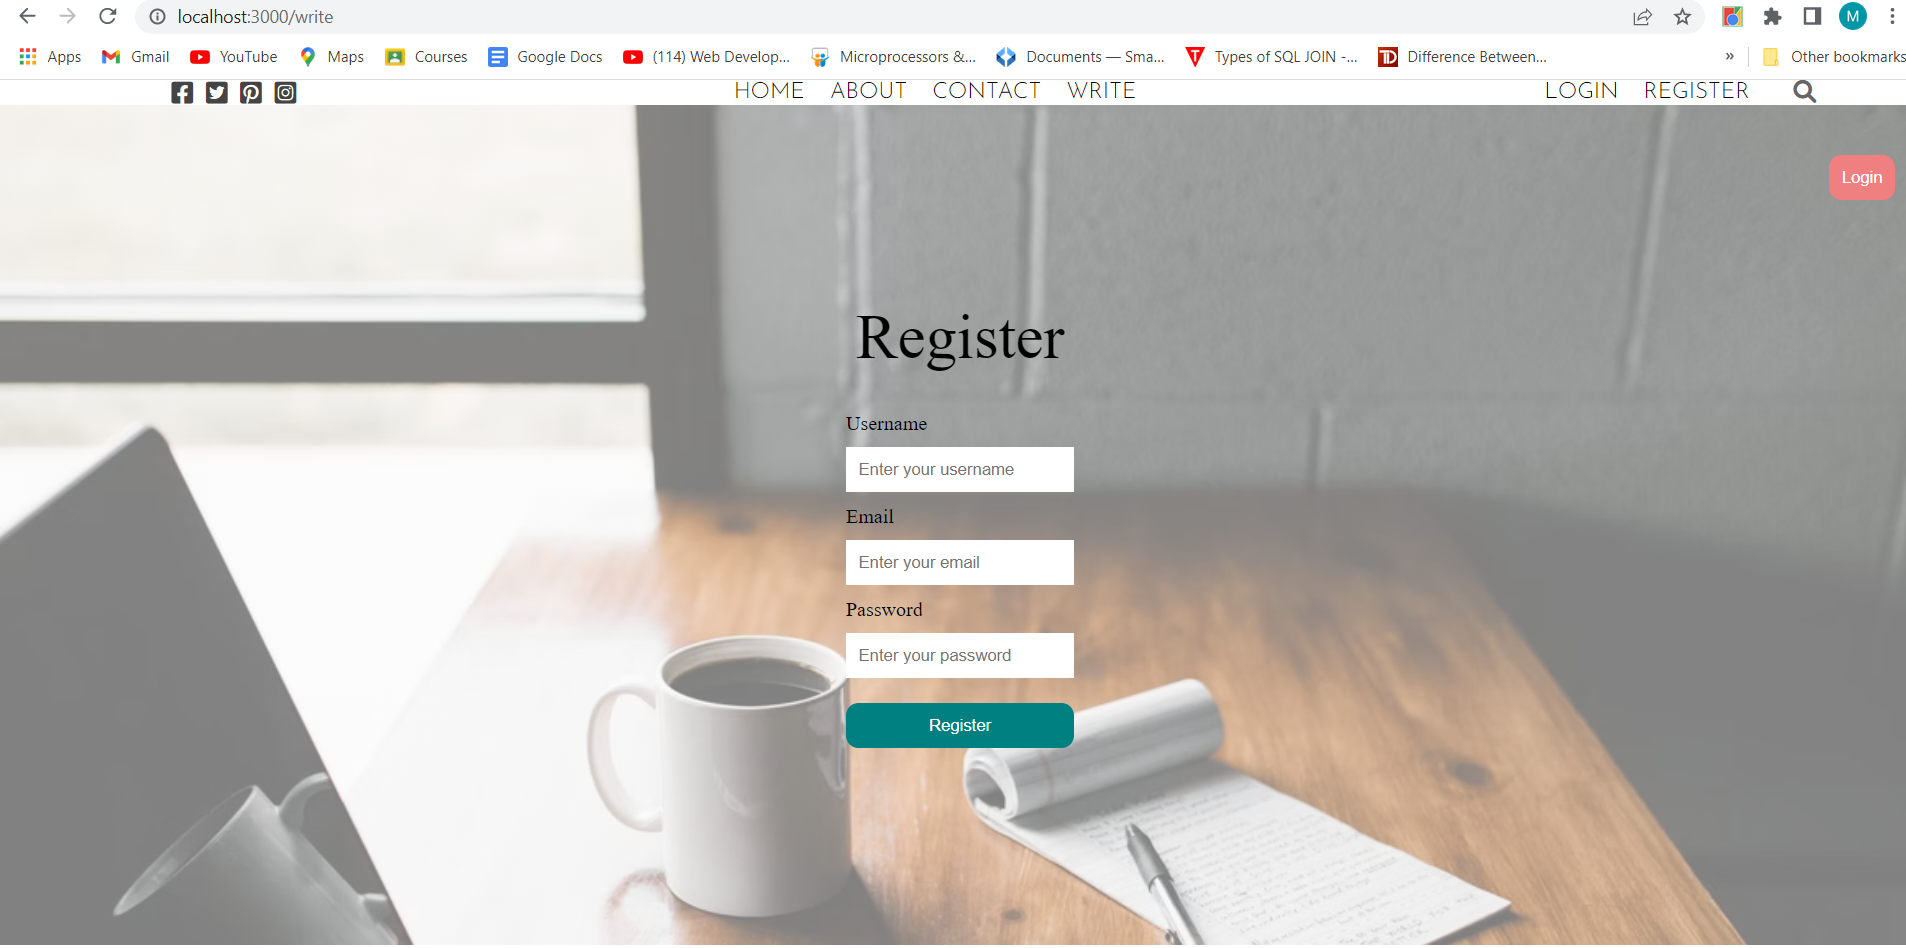 localhost:3000/write
M
Apps Gmail YouTube Maps Courses Google Docs (114) Web Develop... Microprocessors &... Documents — Sma... Types of SQL JOIN -... Difference Between... » Other bookmarks
HOME ABOUT CONTACT WRITE LOGIN REGISTER
Login
Register
Username
Enter your username
Email
Enter your email
Password
Enter your password
Register